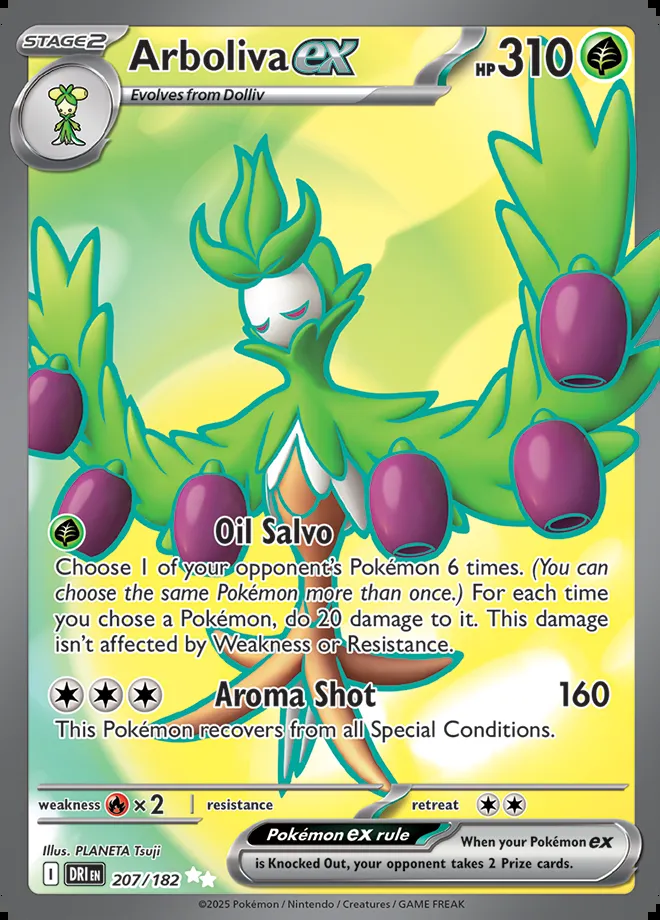 STAGE2
Arboliva ex
HP 310
Evolves from Dolliv
Oil Salvo
Choose 1 of your opponent's Pokémon 6 times. (You can
choose the same Pokémon more than once.) For each time
you chose a Pokémon, do 20 damage to it. This damage
isn't affected by Weakness or Resistance.
Aroma Shot 160
This Pokémon recovers from all Special Conditions.
weakness ×2 resistance retreat
Pokémon ex rule When your Pokémon ex
is Knocked Out, your opponent takes 2 Prize cards.
Illus. PLANETA Tsuji
I DRI EN 207/182
©2025 Pokémon / Nintendo / Creatures / GAME FREAK